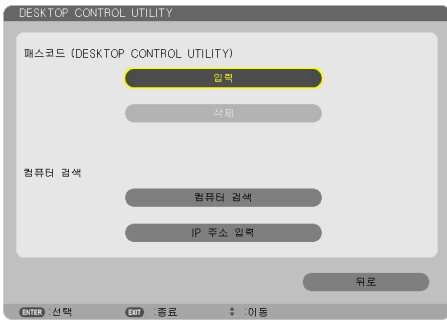 DESKTOP CONTROL UTILITY
패스코드 (DESKTOP CONTROL UTILITY)
입력
삭제
컴퓨터 검색
컴퓨터 검색
IP 주소 입력
뒤로
ENTER :선택 EXIT :종료 :이동